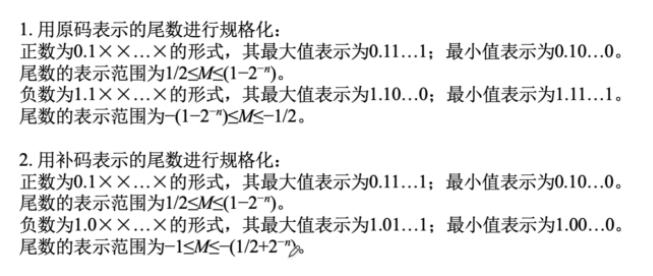 1. 用原码表示的尾数进行规格化：
正数为0.1××…×的形式，其最大值表示为0.11…1；最小值表示为0.10…0。
尾数的表示范围为1/2≤M≤(1−2⁻ⁿ)。
负数为1.1××…×的形式，其最大值表示为1.10…0；最小值表示为1.11…1。
尾数的表示范围为−(1−2⁻ⁿ)≤M≤−1/2。
2. 用补码表示的尾数进行规格化：
正数为0.1××…×的形式，其最大值表示为0.11…1；最小值表示为0.10…0。
尾数的表示范围为1/2≤M≤(1−2⁻ⁿ)。
负数为1.0××…×的形式，其最大值表示为1.01…1；最小值表示为1.00…0。
尾数的表示范围为−1≤M≤−(1/2+2⁻ⁿ)。